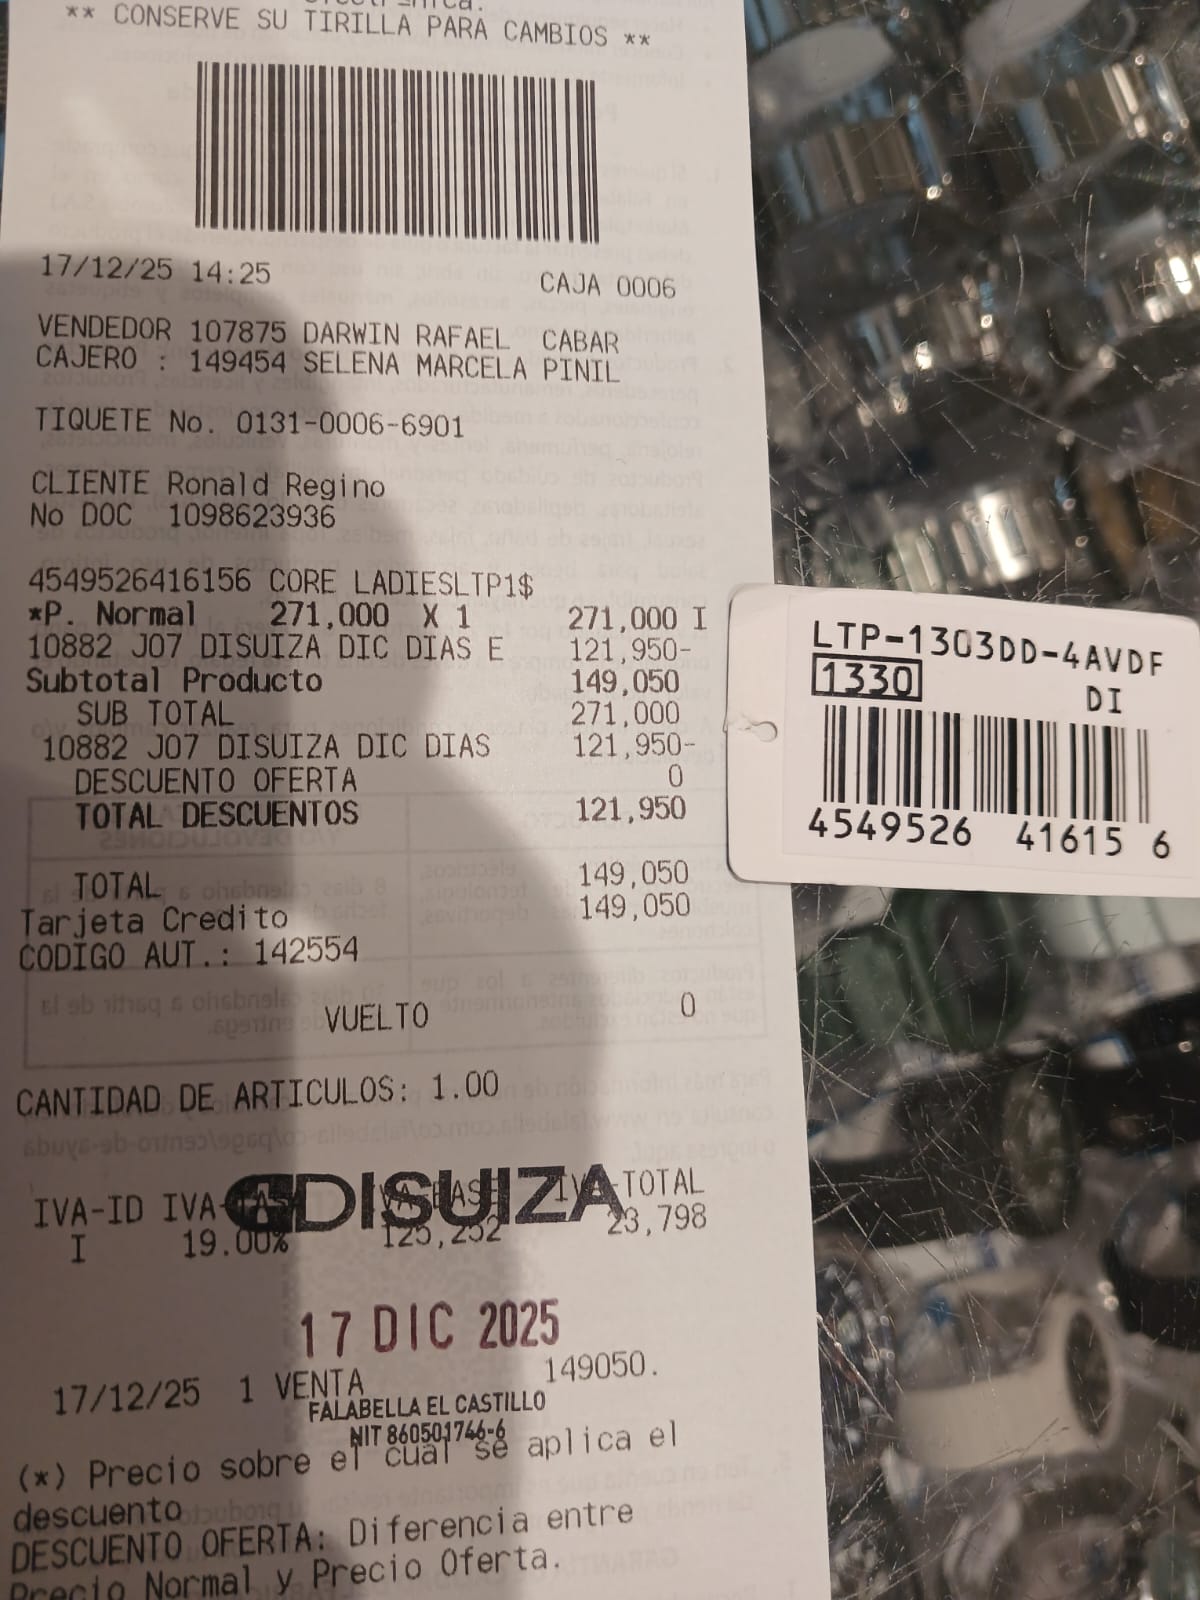 ** CONSERVE SU TIRILLA PARA CAMBIOS **
17/12/25 14:25 CAJA 0006
VENDEDOR 107875 DARWIN RAFAEL CABAR
CAJERO : 149454 SELENA MARCELA PINIL
TIQUETE No. 0131-0006-6901
CLIENTE Ronald Regino
No DOC 1098623936
4549526416156 CORE LADIESLTP1$
*P. Normal 271,000 X 1 271,000 I
10882 J07 DISUIZA DIC DIAS E 121,950-
Subtotal Producto 149,050
SUB TOTAL 271,000
10882 J07 DISUIZA DIC DIAS 121,950-
DESCUENTO OFERTA 0
TOTAL DESCUENTOS 121,950
TOTAL 149,050
Tarjeta Credito 149,050
CODIGO AUT.: 142554
VUELTO 0
CANTIDAD DE ARTICULOS: 1.00
DISUIZA
IVA-ID IVA-TASA IVA-TOTAL
I 19.00% 125,252 23,798
17 DIC 2025
17/12/25 1 VENTA 149050.
FALABELLA EL CASTILLO
NIT 860501746-6
(*) Precio sobre el cual se aplica el
descuento
DESCUENTO OFERTA: Diferencia entre
Precio Normal y Precio Oferta.
LTP-1303DD-4AVDF
1330 DI
4549526 41615 6